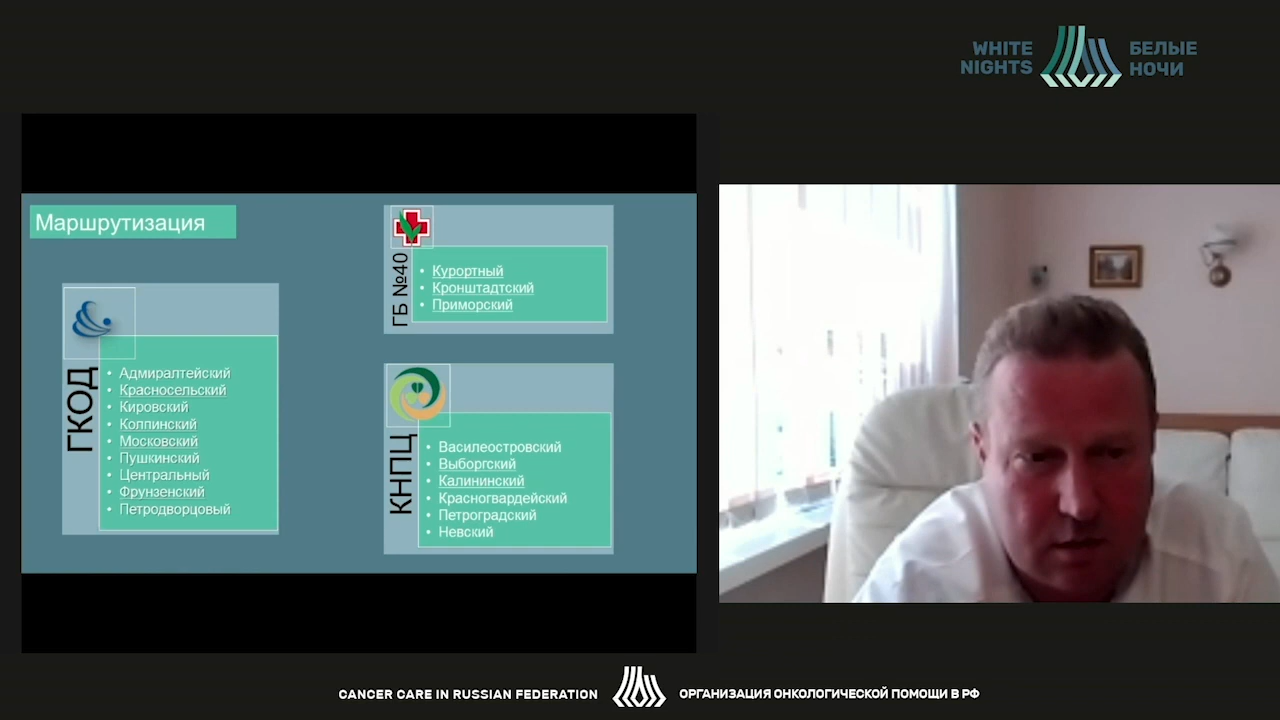 WHITE
NIGHTS
БЕЛЫЕ
НОЧИ
Маршрутизация
ГКОД
Адмиралтейский
Красносельский
Кировский
Колпинский
Московский
Пушкинский
Центральный
Фрунзенский
Петродворцовый
ГБ №40
Курортный
Кронштадтский
Приморский
КНПЦ
Василеостровский
Выборгский
Калининский
Красногвардейский
Петроградский
Невский
CANCER CARE IN RUSSIAN FEDERATION
ОРГАНИЗАЦИЯ ОНКОЛОГИЧЕСКОЙ ПОМОЩИ В РФ